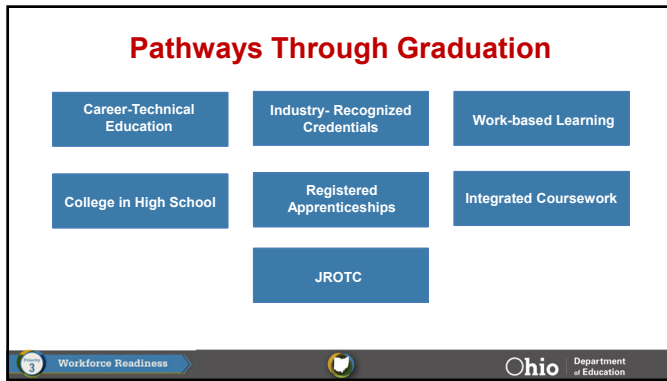 Pathways Through Graduation
Career-Technical
Education
Industry- Recognized
Credentials
Work-based Learning
College in High School
Registered
Apprenticeships
Integrated Coursework
JROTC
Priority
3
Workforce Readiness
Ohio
Department
of Education